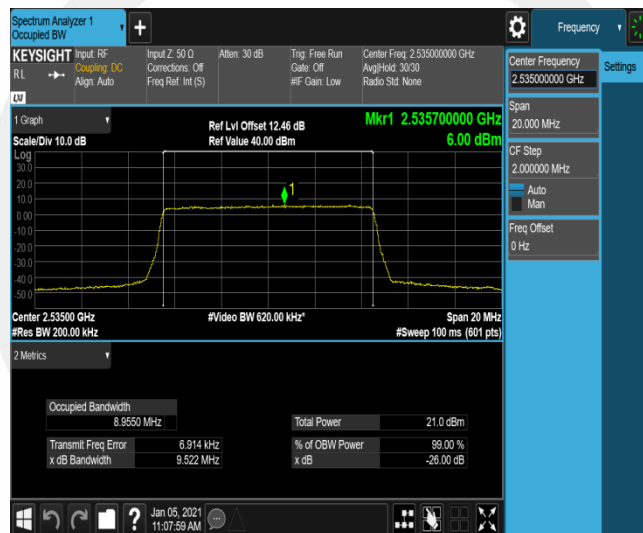 Spectrum Analyzer 1
Occupied BW
+
Frequency
KEYSIGHT
RL
LXI
Input: RF
Coupling: DC
Align: Auto
Input Z: 50 Ω
Corrections: Off
Freq Ref: Int (S)
Atten: 30 dB
Trig: Free Run
Gate: Off
#IF Gain: Low
Center Freq: 2.535000000 GHz
Avg|Hold: 30/30
Radio Std: None
Center Frequency
2.535000000 GHz
Settings
Span
20.000 MHz
CF Step
2.000000 MHz
Auto
Man
Freq Offset
0 Hz
1 Graph
Scale/Div 10.0 dB
Ref Lvl Offset 12.46 dB
Ref Value 40.00 dBm
Mkr1 2.535700000 GHz
6.00 dBm
Log
30.0
20.0
10.0
0.00
-10.0
-20.0
-30.0
-40.0
-50.0
1
Center 2.53500 GHz
#Res BW 200.00 kHz
#Video BW 620.00 kHz*
Span 20 MHz
#Sweep 100 ms (601 pts)
2 Metrics
Occupied Bandwidth
8.9550 MHz
Total Power 21.0 dBm
Transmit Freq Error 6.914 kHz
% of OBW Power 99.00 %
x dB Bandwidth 9.522 MHz
x dB -26.00 dB
?
Jan 05, 2021
11:07:59 AM